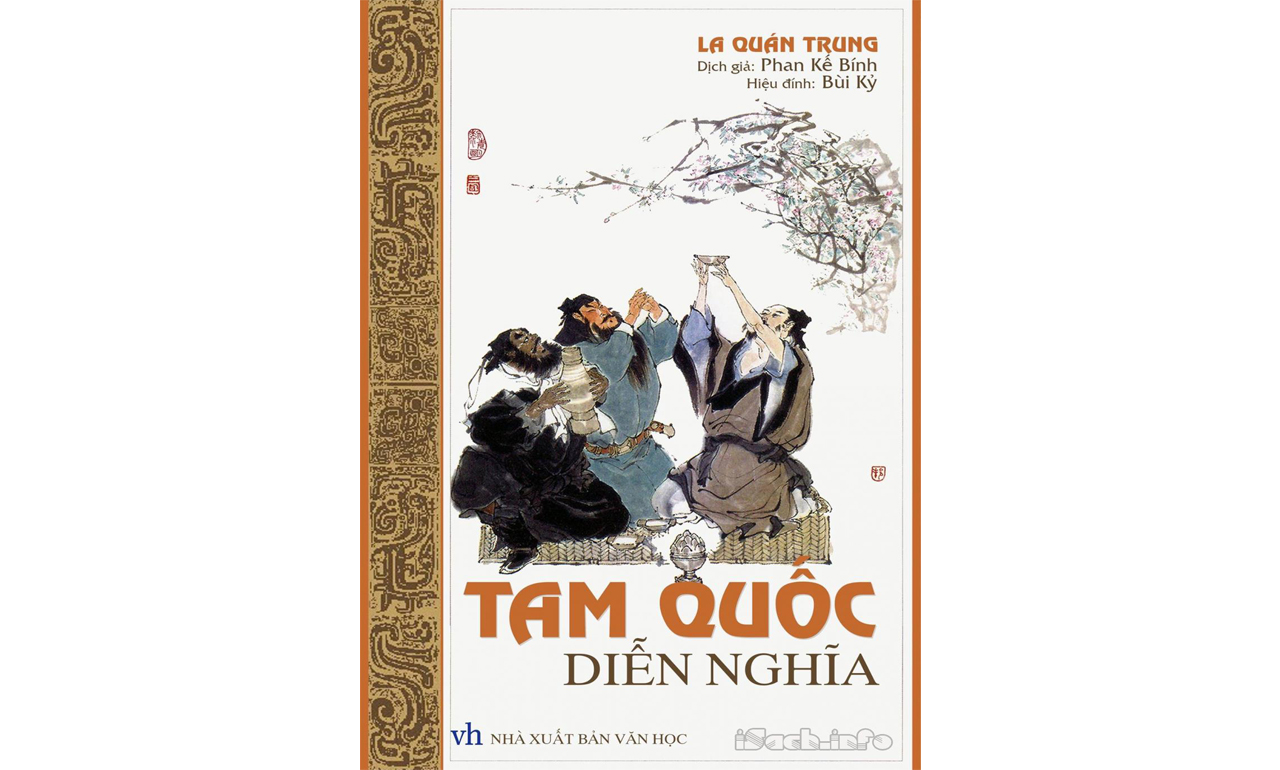 LA QUÁN TRUNG
Dịch giả: Phan Kế Bính
Hiệu đính: Bùi Kỷ
TAM QUỐC
DIỄN NGHĨA
vh NHÀ XUẤT BẢN VĂN HỌC
iSach.info